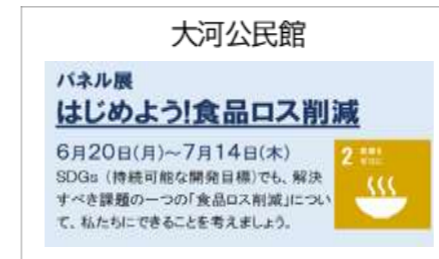 大河公民館
パネル展
はじめよう!食品ロス削減
6月20日(月)～7月14日(木)
SDGs（持続可能な開発目標）でも、解決
すべき課題の一つの「食品ロス削減」につい
て、私たちにできることを考えましょう。
2